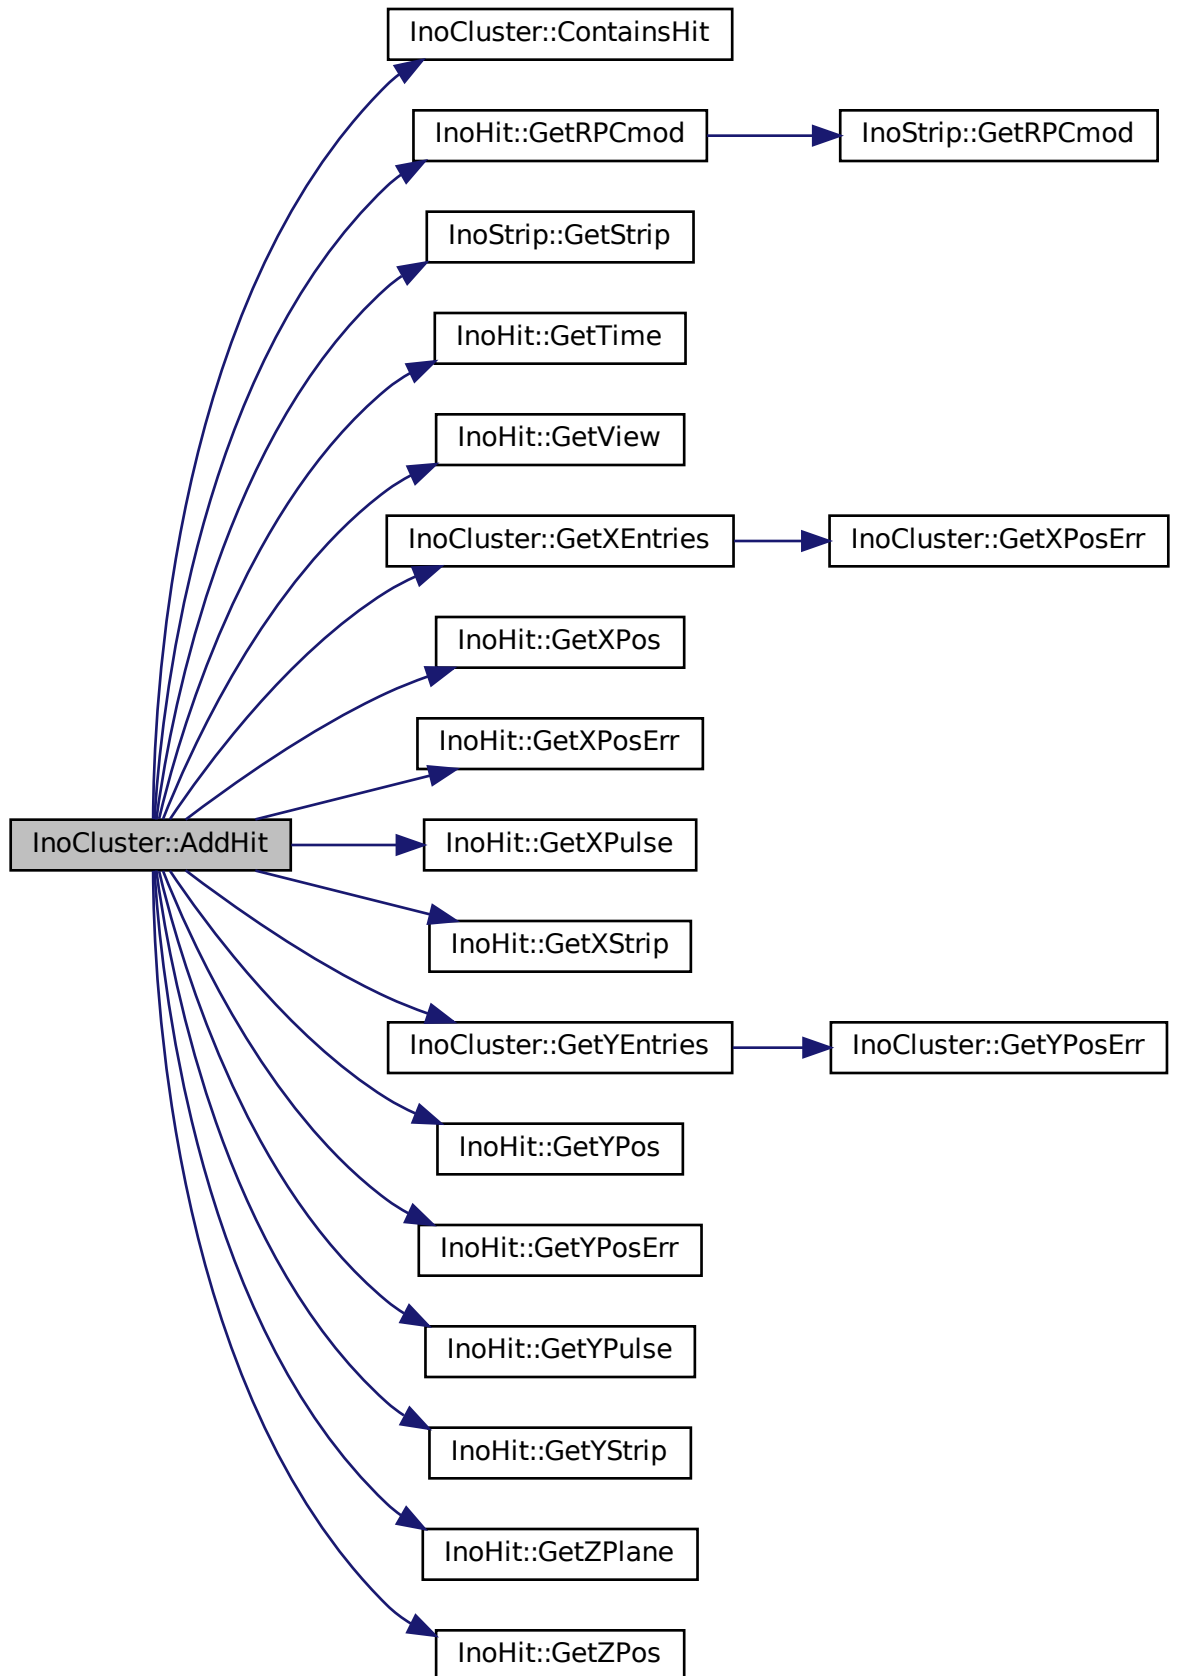 InoCluster::ContainsHit
InoHit::GetRPCmod
InoStrip::GetRPCmod
InoStrip::GetStrip
InoHit::GetTime
InoHit::GetView
InoCluster::GetXEntries
InoCluster::GetXPosErr
InoHit::GetXPos
InoHit::GetXPosErr
InoCluster::AddHit
InoHit::GetXPulse
InoHit::GetXStrip
InoCluster::GetYEntries
InoCluster::GetYPosErr
InoHit::GetYPos
InoHit::GetYPosErr
InoHit::GetYPulse
InoHit::GetYStrip
InoHit::GetZPlane
InoHit::GetZPos